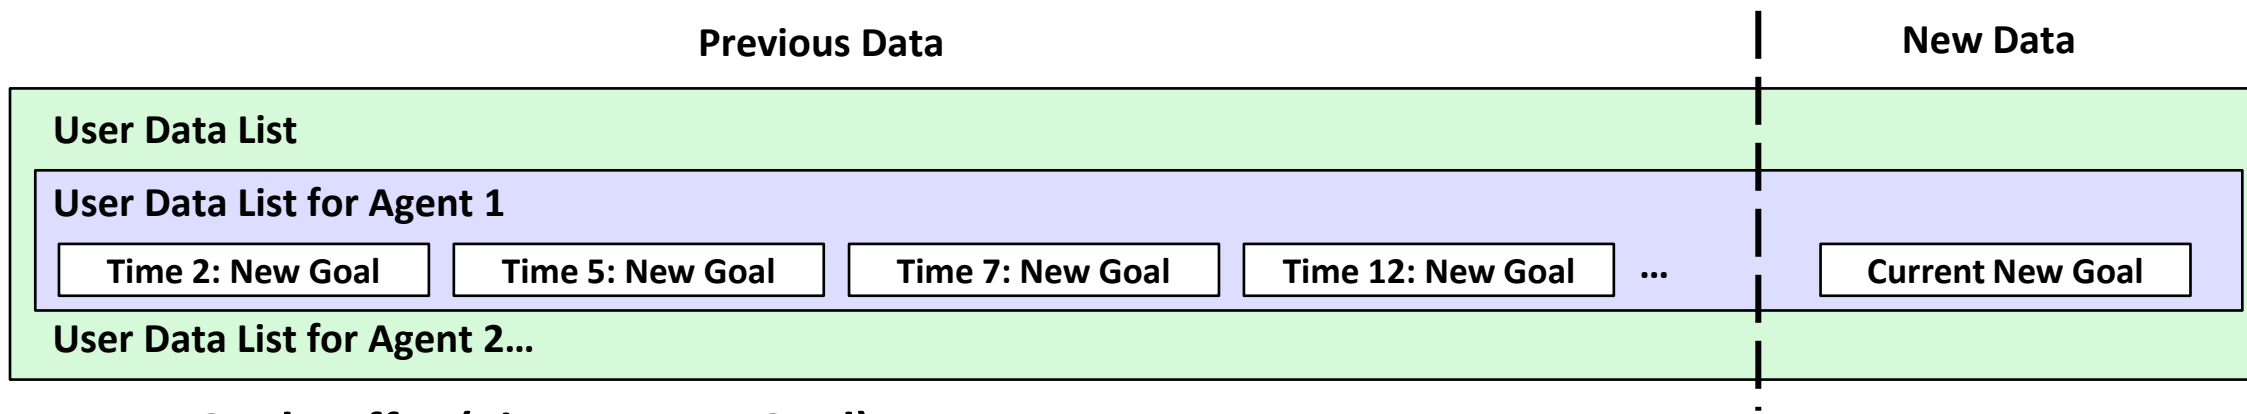 Previous Data
New Data
User Data List
User Data List for Agent 1
Time 2: New Goal
Time 5: New Goal
Time 7: New Goal
Time 12: New Goal
...
Current New Goal
User Data List for Agent 2...